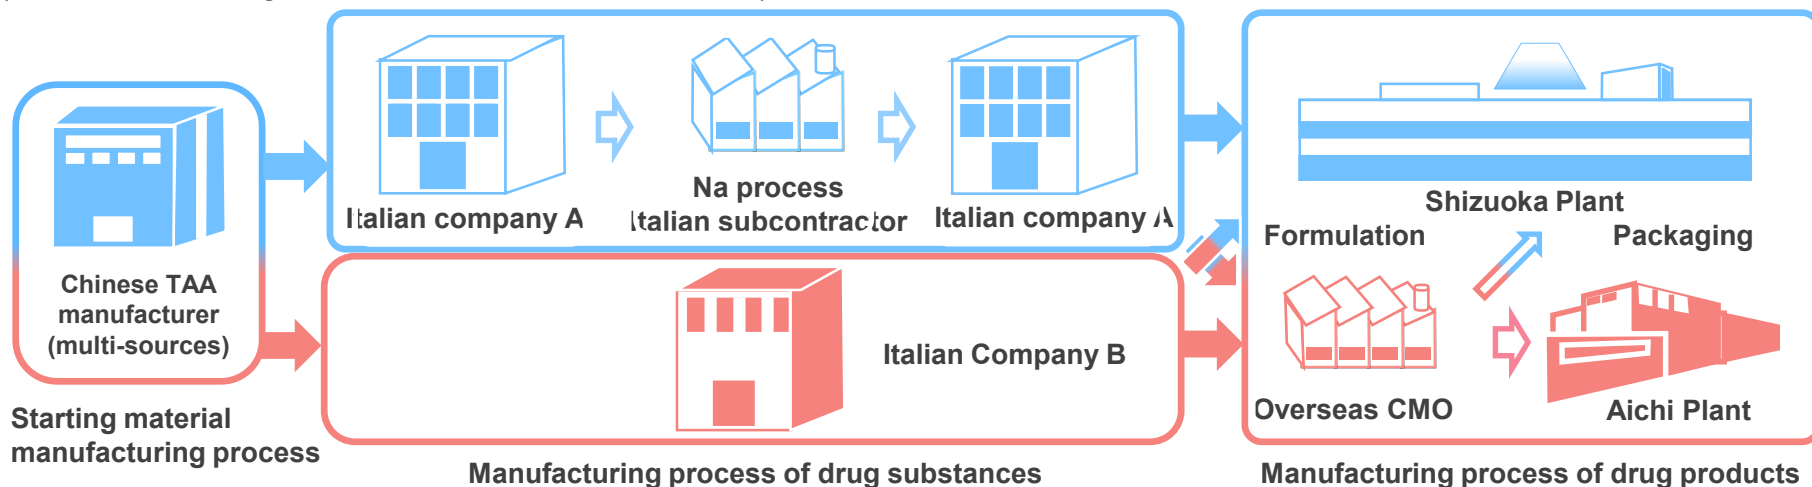 Italian company A
Na process
Italian subcontractor
Italian company A
Shizuoka Plant
Formulation
Packaging
Chinese TAA
manufacturer
(multi-sources)
Italian Company B
Overseas CMO
Aichi Plant
Starting material
manufacturing process
Manufacturing process of drug substances
Manufacturing process of drug products